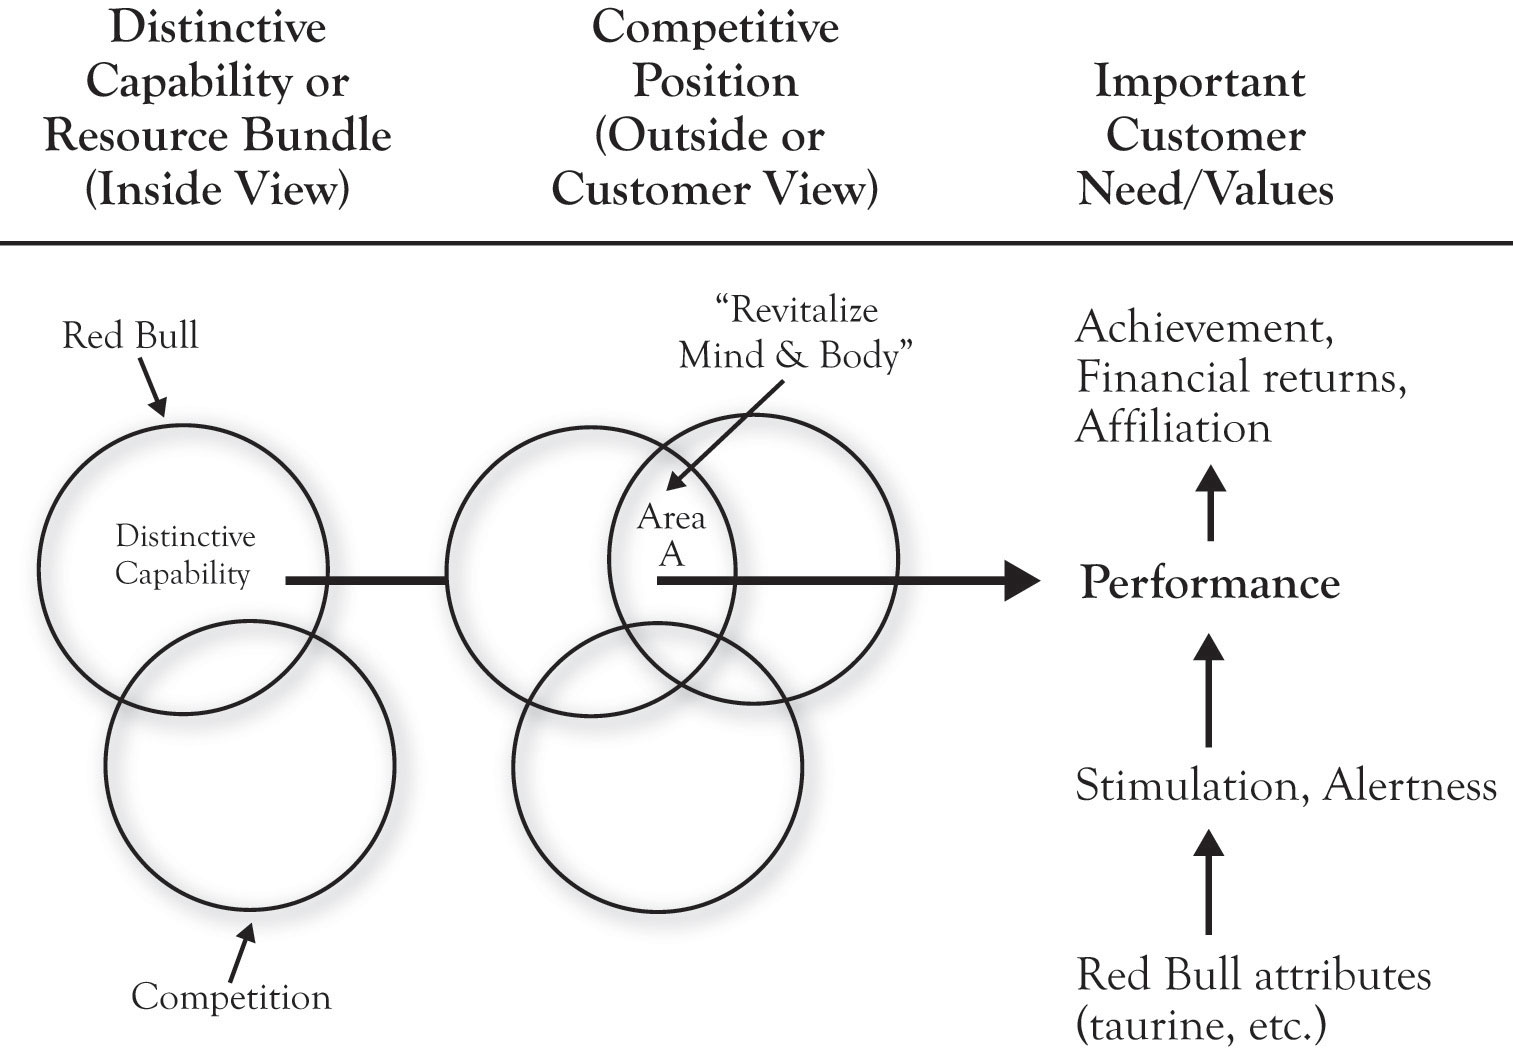 Distinctive
Capability or
Resource Bundle
(Inside View)
Competitive
Position
(Outside or
Customer View)
Important
Customer
Need/Values
Red Bull
Distinctive
Capability
Competition
“Revitalize
Mind & Body”
Area
A
Achievement,
Financial returns,
Affiliation
Performance
Stimulation, Alertness
Red Bull attributes
(taurine, etc.)